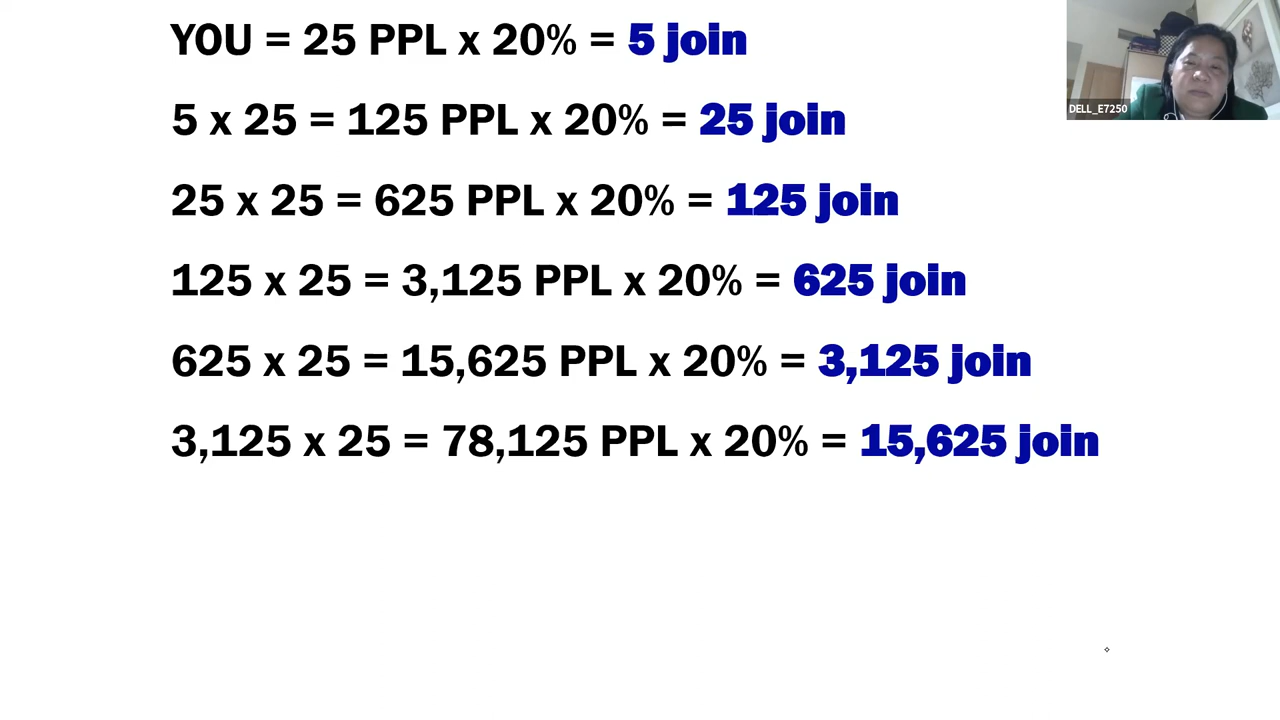 YOU = 25 PPL x 20% = 5 join
DELL_E7250
5 x 25 = 125 PPL x 20% = 25 join
25 x 25 = 625 PPL x 20% = 125 join
125 x 25 = 3,125 PPL x 20% = 625 join
625 x 25 = 15,625 PPL x 20% = 3,125 join
3,125 x 25 = 78,125 PPL x 20% = 15,625 join